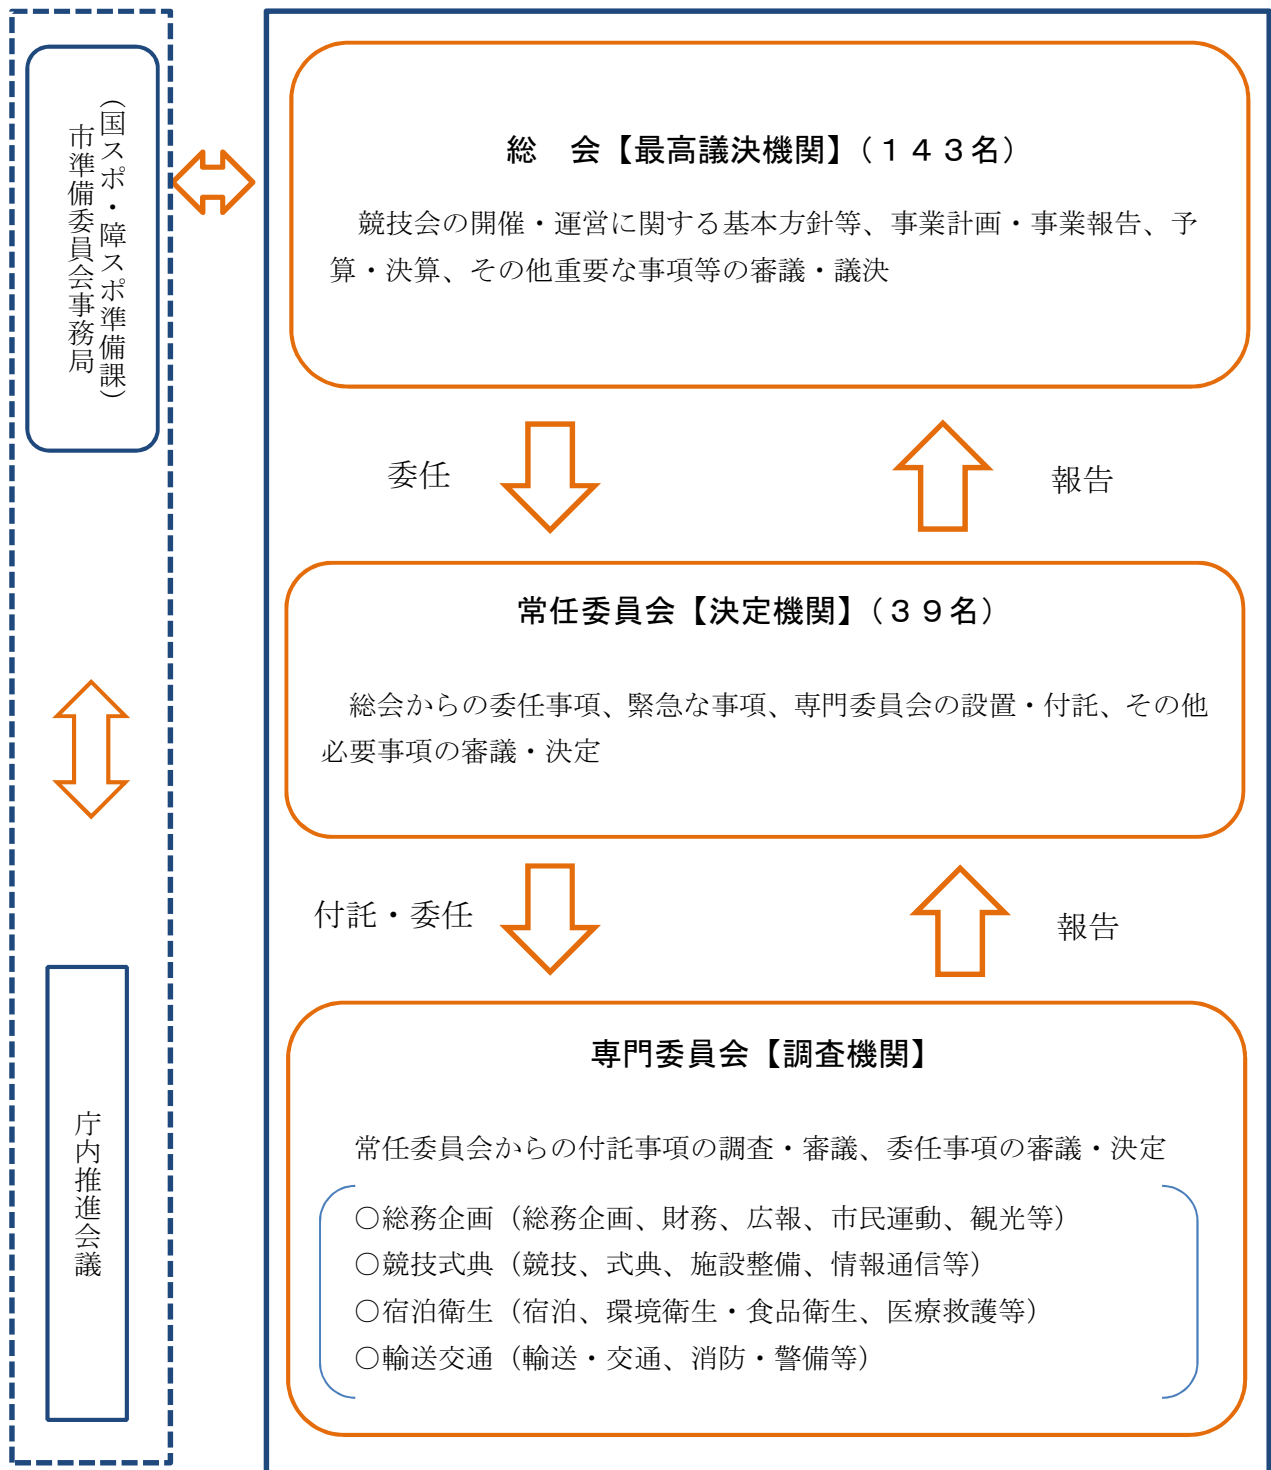 市準備委員会事務局
（国スポ・障スポ準備課）
庁内推進会議
総　会【最高議決機関】（１４３名）
競技会の開催・運営に関する基本方針等、事業計画・事業報告、予
算・決算、その他重要な事項等の審議・議決
委任
報告
常任委員会【決定機関】（３９名）
総会からの委任事項、緊急な事項、専門委員会の設置・付託、その他
必要事項の審議・決定
付託・委任
報告
専門委員会【調査機関】
常任委員会からの付託事項の調査・審議、委任事項の審議・決定
○総務企画（総務企画、財務、広報、市民運動、観光等）
○競技式典（競技、式典、施設整備、情報通信等）
○宿泊衛生（宿泊、環境衛生・食品衛生、医療救護等）
○輸送交通（輸送・交通、消防・警備等）